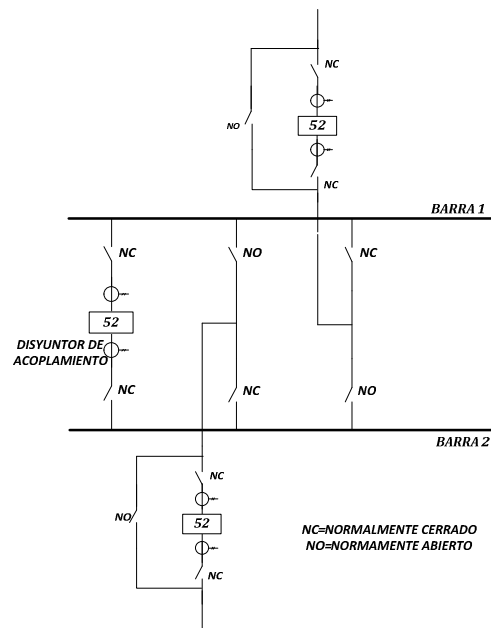 NC
NO
52
NC
BARRA 1
NC
NO
NC
52
DISYUNTOR DE
ACOPLAMIENTO
NC
NC
NO
BARRA 2
NC
NO
52
NC
NC=NORMALMENTE CERRADO
NO=NORMAMENTE ABIERTO